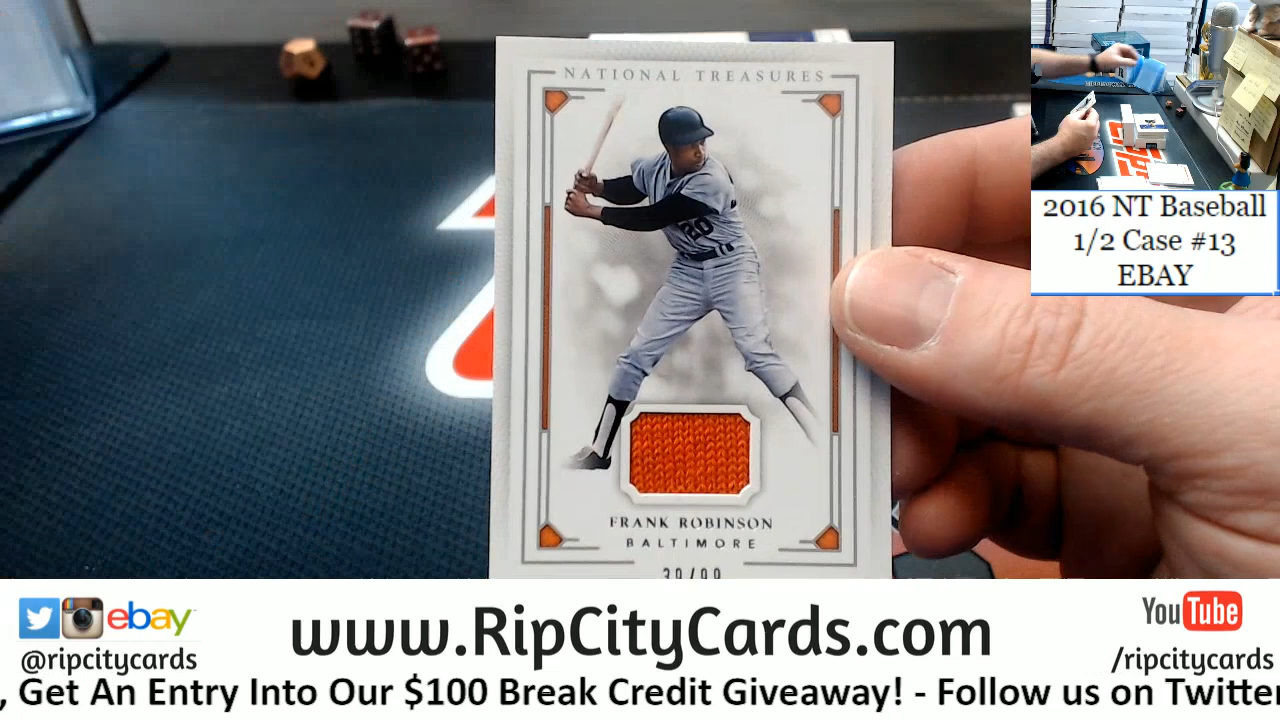 NATIONAL TREASURES
20
FRANK ROBINSON
BALTIMORE
2016 NT Baseball
1/2 Case #13
EBAY
ebay
@ripcitycards
www.RipCityCards.com
YouTube
/ripcitycards
, Get An Entry Into Our $100 Break Credit Giveaway! - Follow us on Twitter